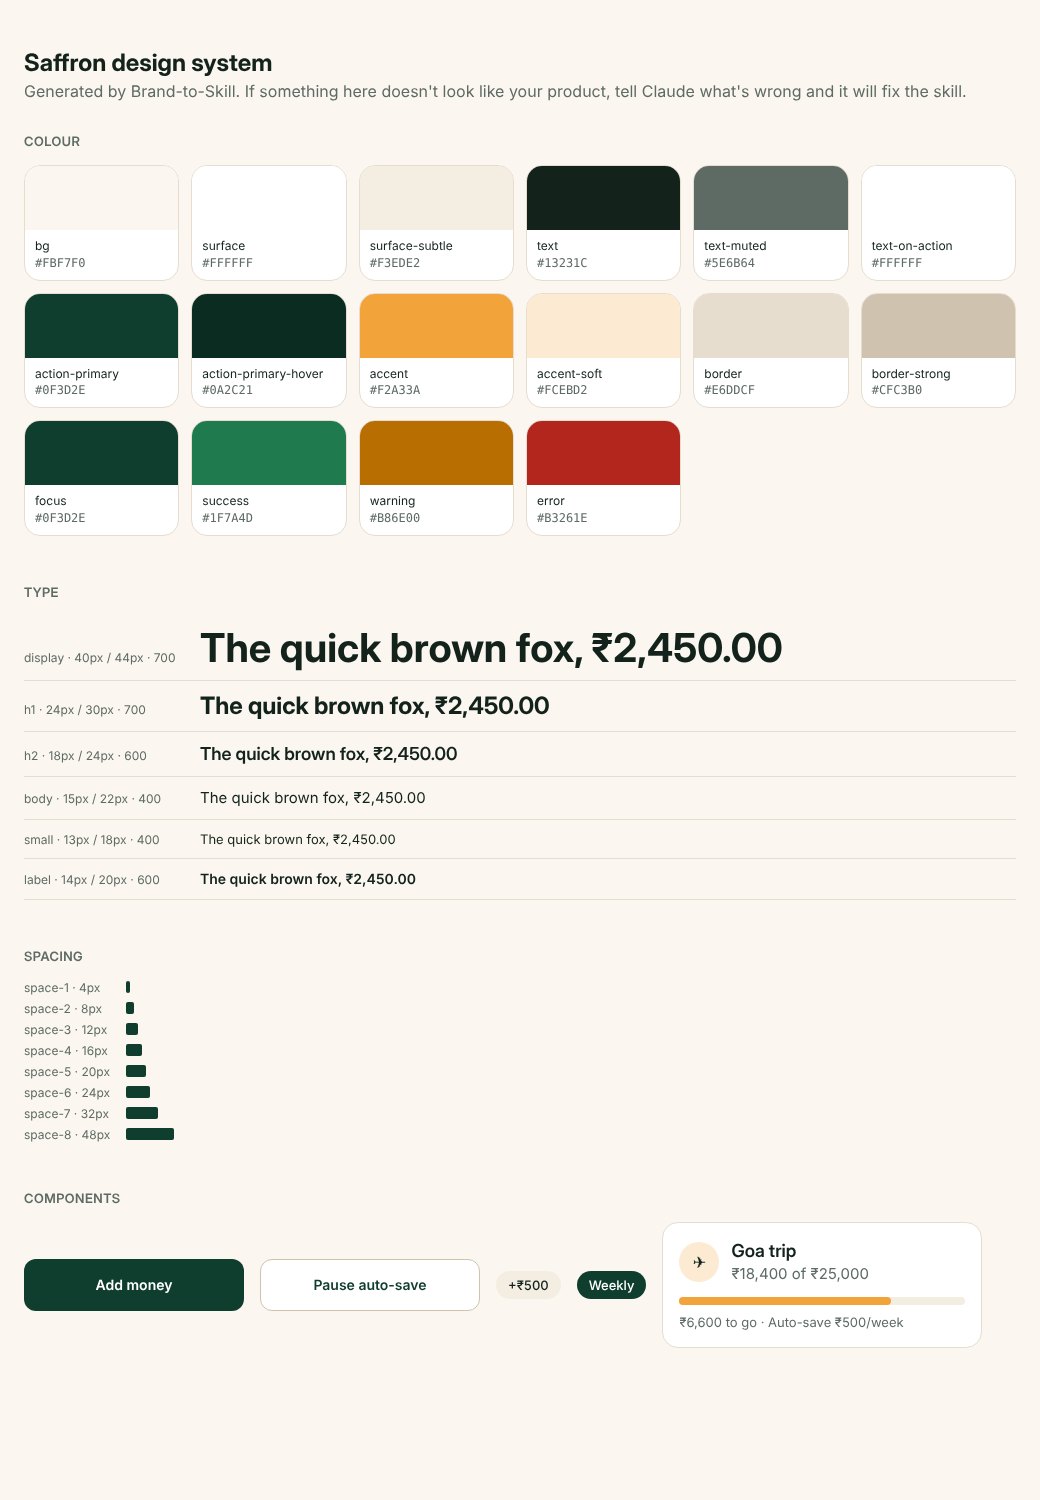 Saffron design system
Generated by Brand-to-Skill. If something here doesn't look like your product, tell Claude what's wrong and it will fix the skill.
COLOUR
bg
#FBF7F0
surface
#FFFFFF
surface-subtle
#F3EDE2
text
#13231C
text-muted
#5E6B64
text-on-action
#FFFFFF
action-primary
#0F3D2E
action-primary-hover
#0A2C21
accent
#F2A33A
accent-soft
#FCEBD2
border
#E6DDCF
border-strong
#CFC3B0
focus
#0F3D2E
success
#1F7A4D
warning
#B86E00
error
#B3261E
TYPE
display · 40px / 44px · 700 The quick brown fox, ₹2,450.00
h1 · 24px / 30px · 700 The quick brown fox, ₹2,450.00
h2 · 18px / 24px · 600 The quick brown fox, ₹2,450.00
body · 15px / 22px · 400 The quick brown fox, ₹2,450.00
small · 13px / 18px · 400 The quick brown fox, ₹2,450.00
label · 14px / 20px · 600 The quick brown fox, ₹2,450.00
SPACING
space-1 · 4px
space-2 · 8px
space-3 · 12px
space-4 · 16px
space-5 · 20px
space-6 · 24px
space-7 · 32px
space-8 · 48px
COMPONENTS
Add money
Pause auto-save
+₹500
Weekly
Goa trip
₹18,400 of ₹25,000
₹6,600 to go · Auto-save ₹500/week